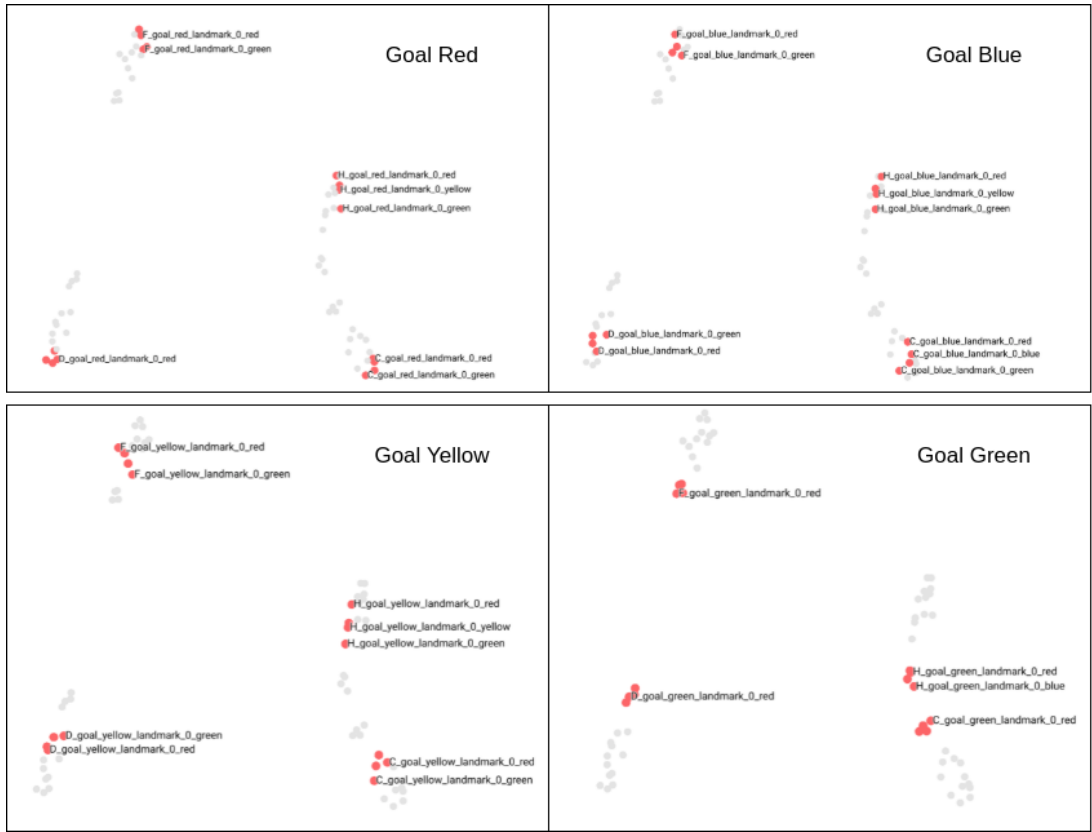 F_goal_red_landmark_0_red
F_goal_red_landmark_0_green
Goal Red
H_goal_red_landmark_0_red
H_goal_red_landmark_0_yellow
H_goal_red_landmark_0_green
D_goal_red_landmark_0_red
C_goal_red_landmark_0_red
C_goal_red_landmark_0_green
F_goal_blue_landmark_0_red
F_goal_blue_landmark_0_green
Goal Blue
H_goal_blue_landmark_0_red
H_goal_blue_landmark_0_yellow
H_goal_blue_landmark_0_green
D_goal_blue_landmark_0_green
D_goal_blue_landmark_0_red
C_goal_blue_landmark_0_red
C_goal_blue_landmark_0_blue
C_goal_blue_landmark_0_green
F_goal_yellow_landmark_0_red
Goal Yellow
F_goal_yellow_landmark_0_green
H_goal_yellow_landmark_0_red
H_goal_yellow_landmark_0_yellow
H_goal_yellow_landmark_0_green
D_goal_yellow_landmark_0_green
D_goal_yellow_landmark_0_red
C_goal_yellow_landmark_0_red
C_goal_yellow_landmark_0_green
Goal Green
F_goal_green_landmark_0_red
H_goal_green_landmark_0_red
H_goal_green_landmark_0_blue
D_goal_green_landmark_0_red
C_goal_green_landmark_0_red